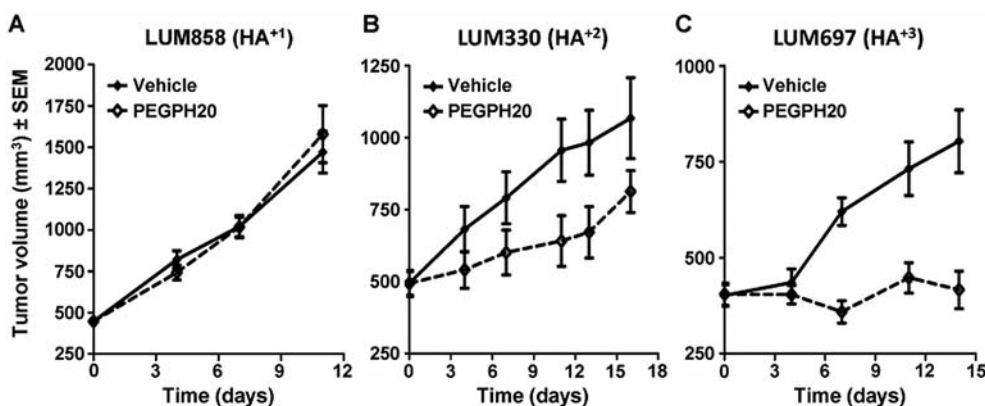 A
LUM858 (HA+1)
Tumor volume (mm3) ± SEM
2000
1750
1500
1250
1000
750
500
250
Vehicle
PEGPH20
0 3 6 9 12
Time (days)
B
LUM330 (HA+2)
1250
1000
750
500
250
Vehicle
PEGPH20
0 3 6 9 12 15 18
Time (days)
C
LUM697 (HA+3)
1000
750
500
250
Vehicle
PEGPH20
0 3 6 9 12 15
Time (days)